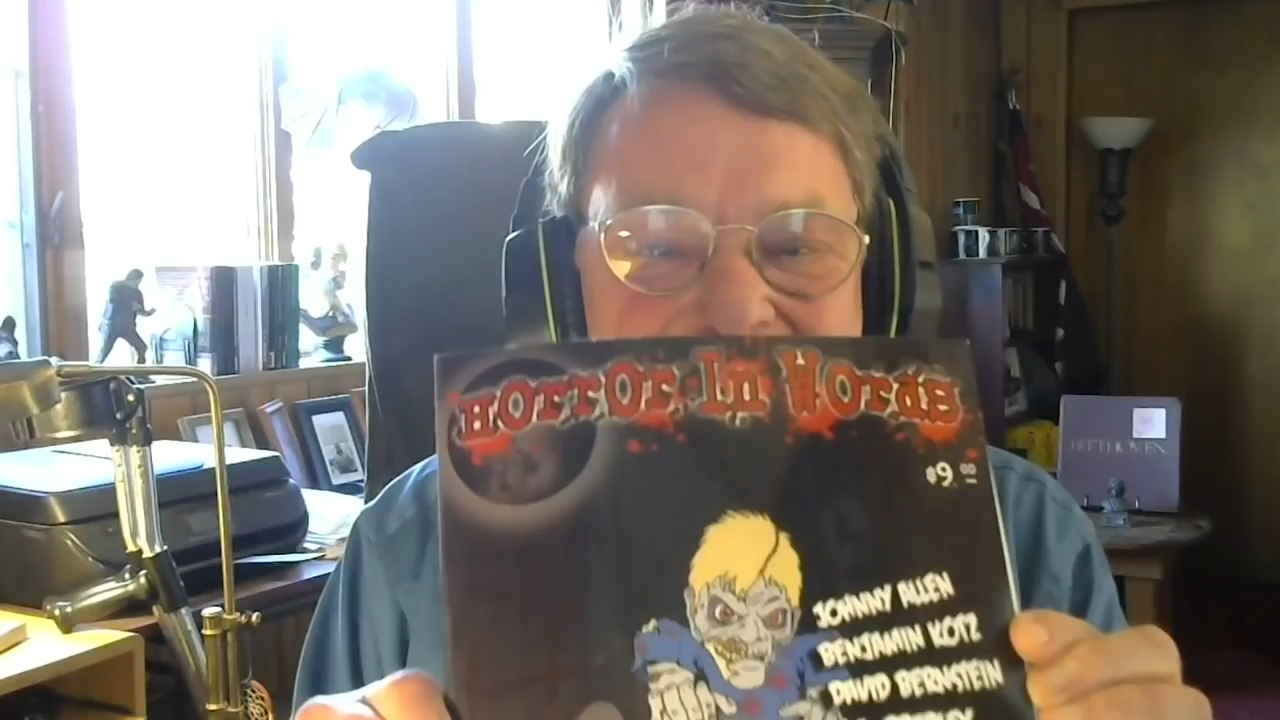 Horror In Words
$9.00
JOHNNY ALLEN
BENJAMIN KOTZ
DAVID BERNSTEIN
BEETHOVEN